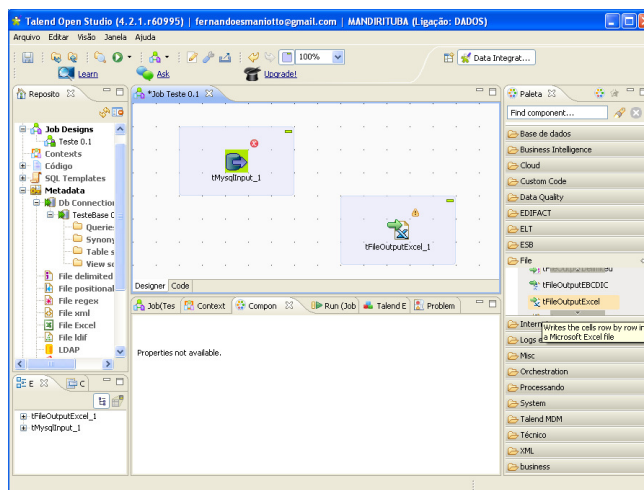 Talend Open Studio (4.2.1.r60995) | fernandoesmaniotto@gmail.com | MANDIRITUBA (Ligação: DADOS)
Arquivo Editar Visão Janela Ajuda
100%
Data Integrat...
Learn
Ask
Upgrade!
Reposito
*Job Teste 0.1
Paleta
Find component...
Job Designs
Teste 0.1
Contexts
Código
SQL Templates
Metadata
Db Connection
TesteBase 0
Querie
Synony
Table s
View sc
File delimited
File positional
File regex
File xml
File Excel
File ldif
LDAP
tMysqlInput_1
tFileOutputExcel_1
Designer Code
Base de dados
Business Intelligence
Cloud
Custom Code
Data Quality
EDIFACT
ELT
ESB
File
tFileOutputEBCDIC
tFileOutputExcel
Intern
Writes the cells row by row in
a Microsoft Excel file
Logs e
Misc
Orchestration
Processando
System
Talend MDM
Técnico
XML
business
Job(Tes
Context
Compon
Run (Job
Talend E
Problem
Properties not available.
E
C
tFileOutputExcel_1
tMysqlInput_1